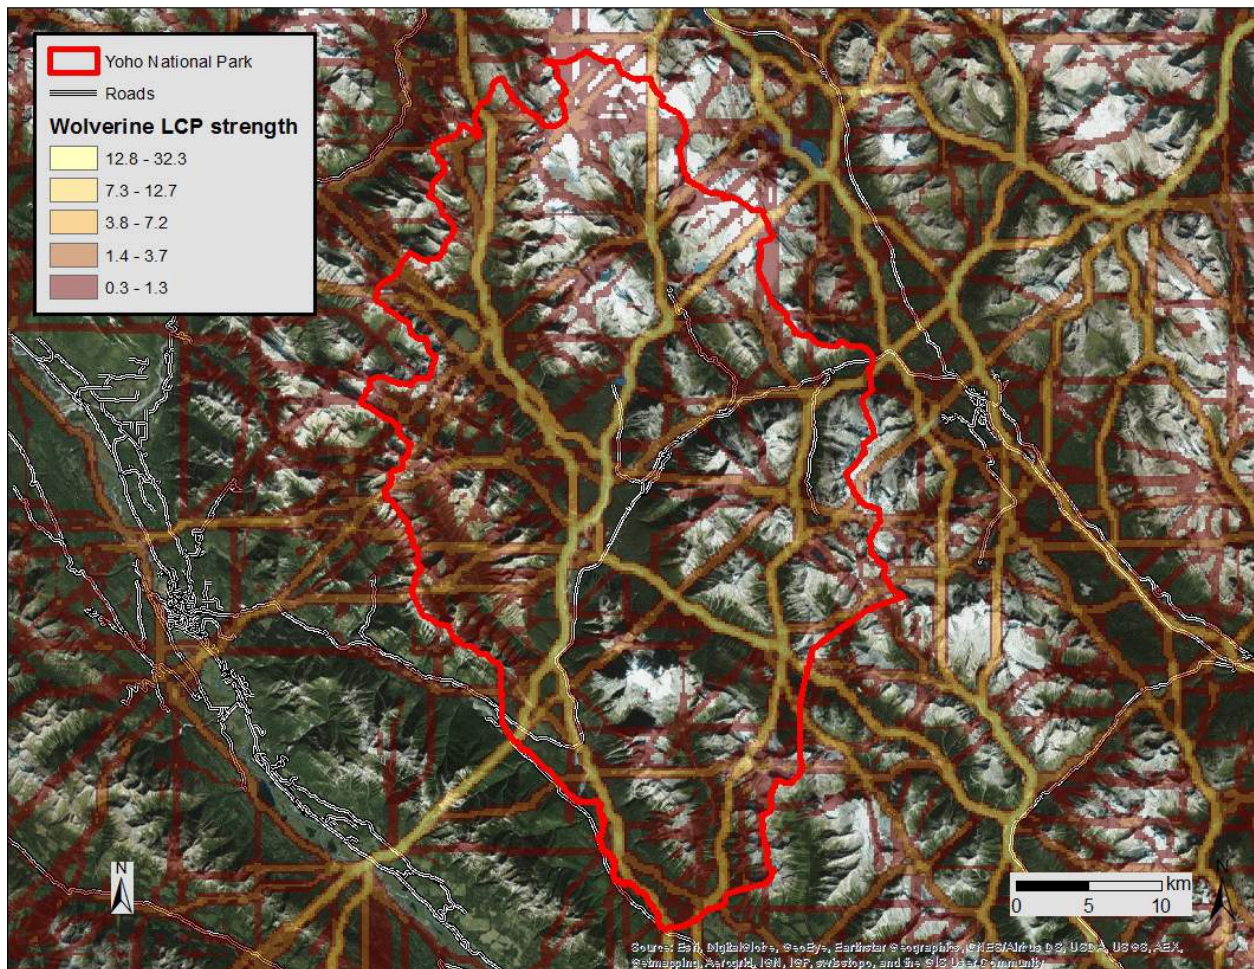 Yoho National Park
Roads
Wolverine LCP strength
12.8 - 32.3
7.3 - 12.7
3.8 - 7.2
1.4 - 3.7
0.3 - 1.3
N
N
km
0 5 10
Source: Esri, DigitalGlobe, GeoEye, Earthstar Geographics, CNES/Airbus DS, USDA, USGS, AEX,
Getmapping, Aerogrid, IGN, IGP, swisstopo, and the GIS User Community